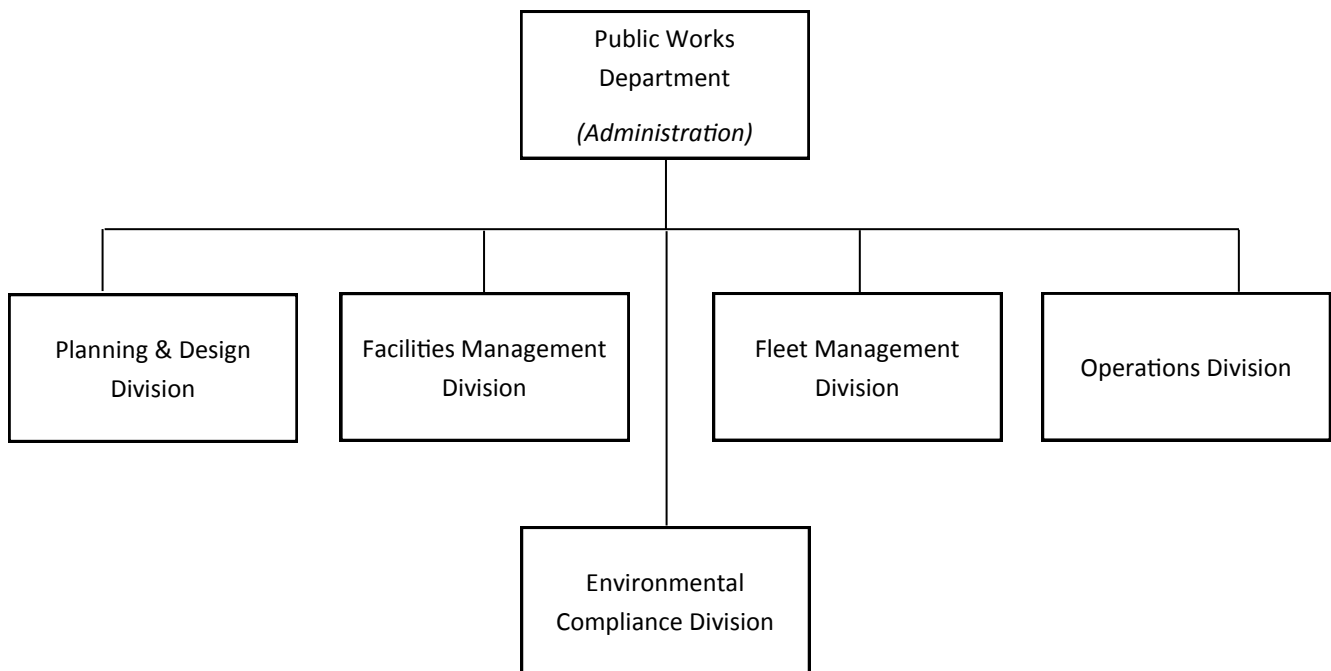 Public Works
Department
(Administration)
Planning & Design
Division
Facilities Management
Division
Fleet Management
Division
Operations Division
Environmental
Compliance Division